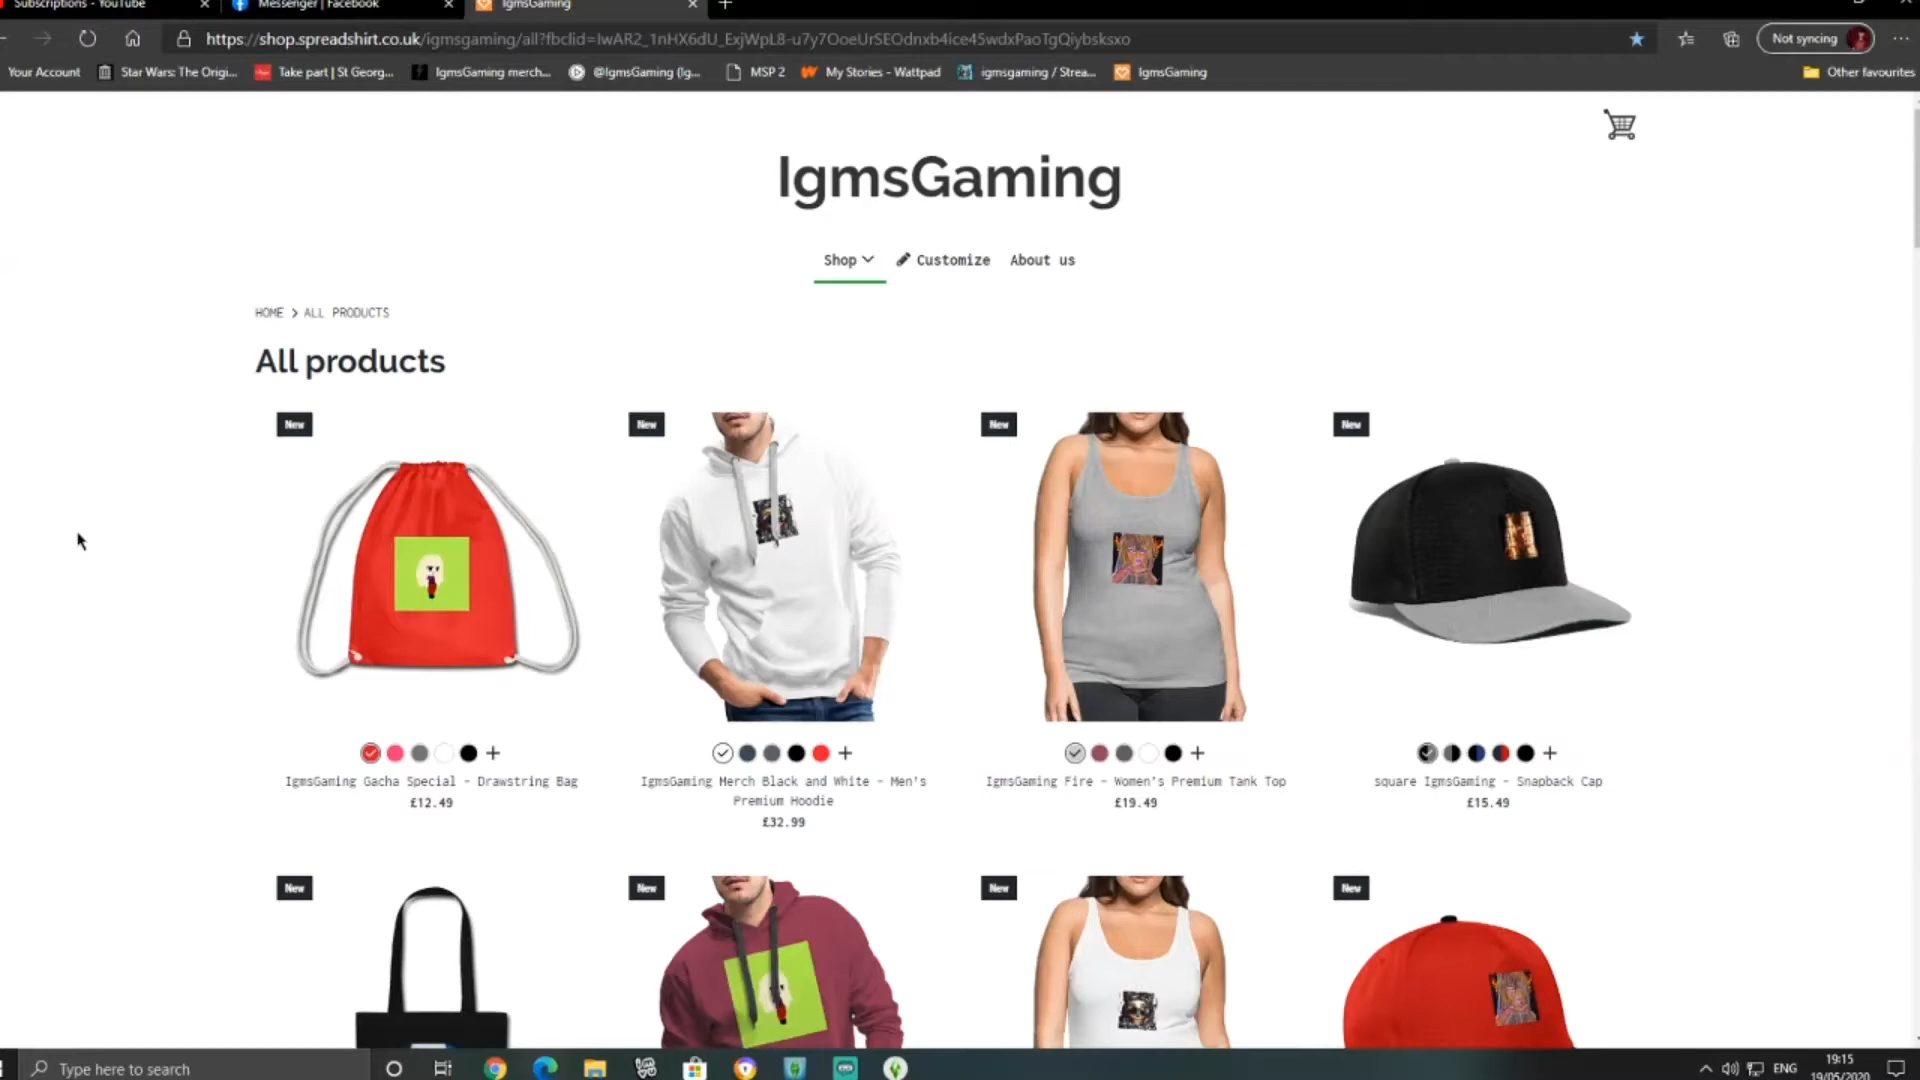 Subscriptions - YouTube
Messenger | Facebook
IgmsGaming
https://shop.spreadshirt.co.uk/igmsgaming/all?fbclid=IwAR2_1nHX6dU_ExjWpL8-u7y7OoeUrSEOdnxb4ice45wdxPaoTgQiybsksxo
Not syncing
Your Account
Star Wars: The Origi...
Take part | St Georg...
IgmsGaming merch...
@IgmsGaming (Ig...
MSP 2
My Stories - Wattpad
igmsgaming / Strea...
IgmsGaming
Other favourites
IgmsGaming
Shop
Customize
About us
HOME > ALL PRODUCTS
All products
New
New
New
New
IgmsGaming Gacha Special - Drawstring Bag
£12.49
IgmsGaming Merch Black and White - Men's
Premium Hoodie
£32.99
IgmsGaming Fire - Women's Premium Tank Top
£19.49
square IgmsGaming - Snapback Cap
£15.49
New
New
New
New
Type here to search
ENG
19:15
19/05/2020